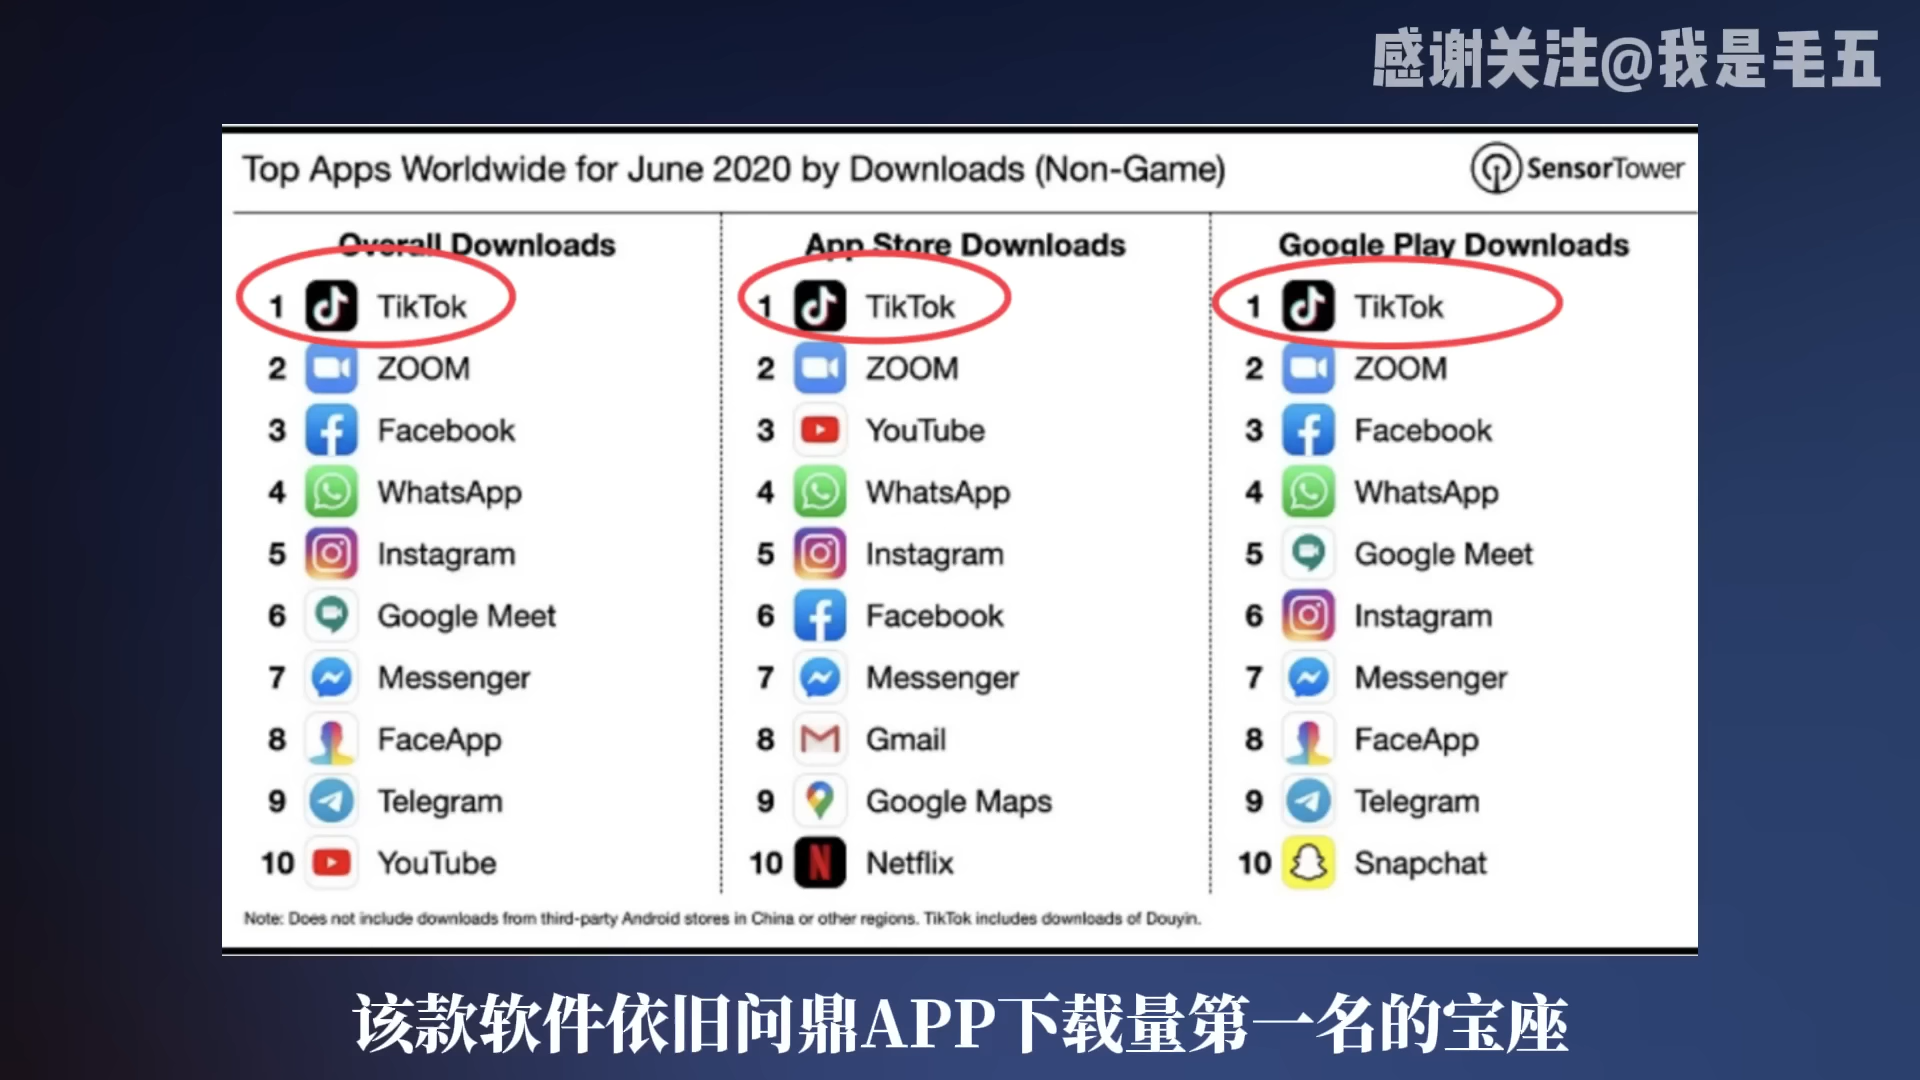 感谢关注@我是毛五
Top Apps Worldwide for June 2020 by Downloads (Non-Game)
SensorTower
Overall Downloads
1 TikTok
2 ZOOM
3 Facebook
4 WhatsApp
5 Instagram
6 Google Meet
7 Messenger
8 FaceApp
9 Telegram
10 YouTube
App Store Downloads
1 TikTok
2 ZOOM
3 YouTube
4 WhatsApp
5 Instagram
6 Facebook
7 Messenger
8 Gmail
9 Google Maps
10 Netflix
Google Play Downloads
1 TikTok
2 ZOOM
3 Facebook
4 WhatsApp
5 Google Meet
6 Instagram
7 Messenger
8 FaceApp
9 Telegram
10 Snapchat
Note: Does not include downloads from third-party Android stores in China or other regions. TikTok includes downloads of Douyin.
该款软件依旧问鼎APP下载量第一名的宝座